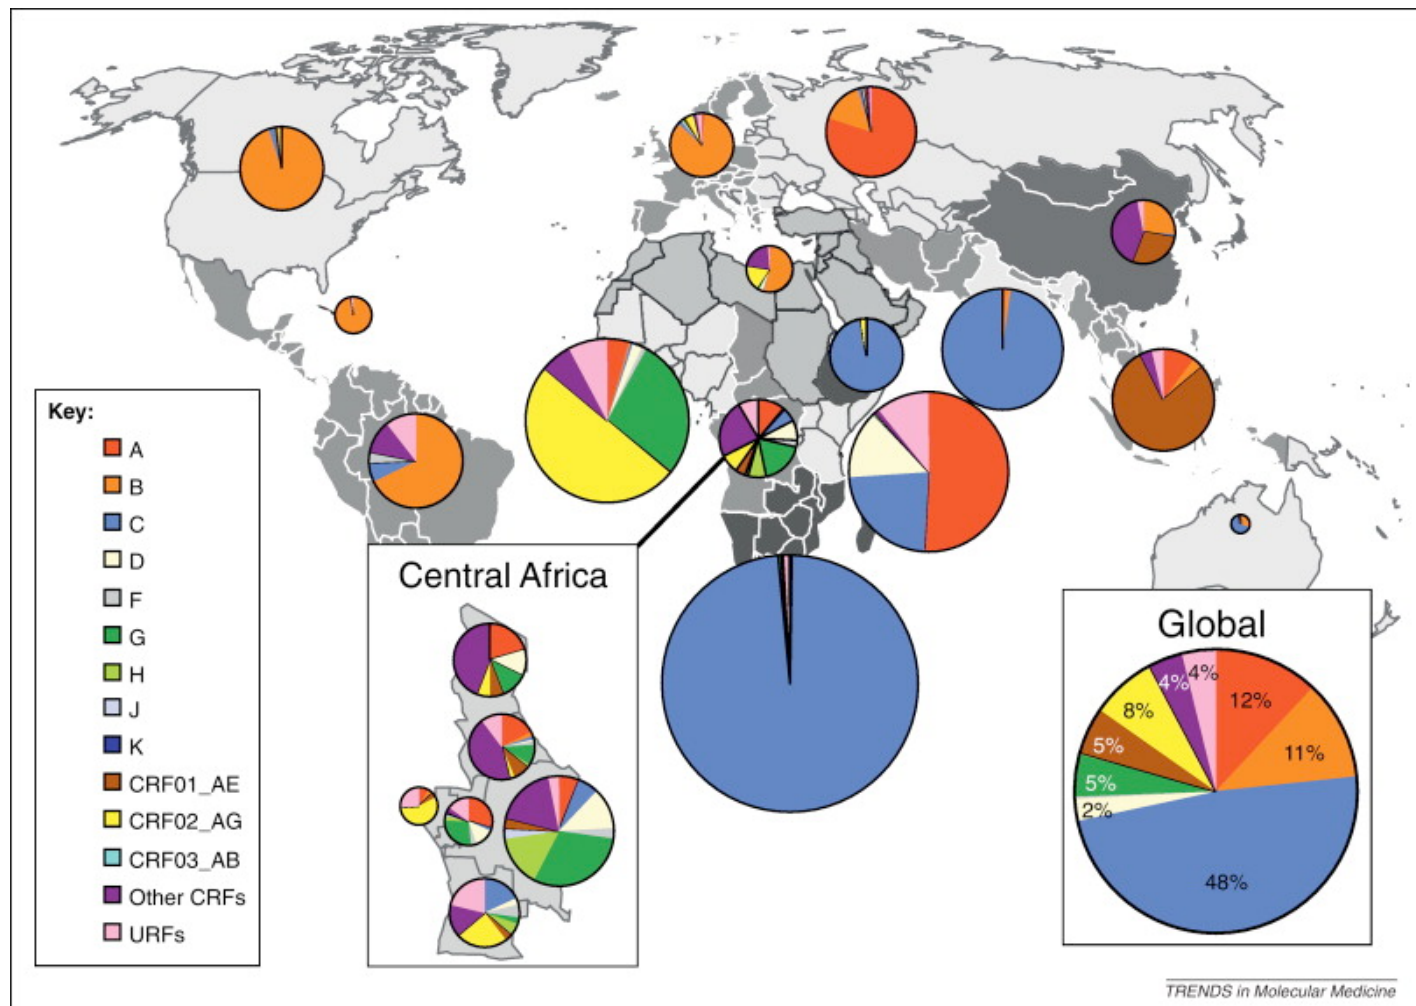 Key:
A
B
C
D
F
G
H
J
K
CRF01_AE
CRF02_AG
CRF03_AB
Other CRFs
URFs
Central Africa
Global
4%
4%
12%
8%
11%
5%
5%
2%
48%
TRENDS in Molecular Medicine